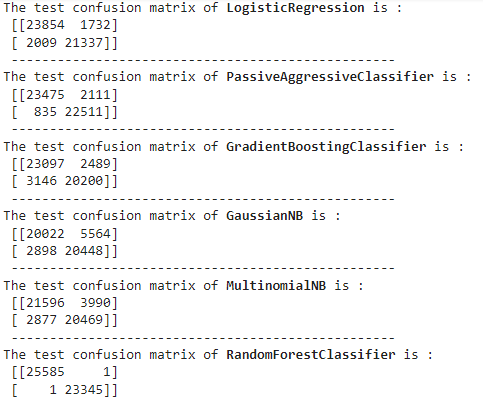 The test confusion matrix of LogisticRegression is :
[[23854  1732]
[ 2009 21337]]
--------------------------------------------------
The test confusion matrix of PassiveAggressiveClassifier is :
[[23475  2111]
[  835 22511]]
--------------------------------------------------
The test confusion matrix of GradientBoostingClassifier is :
[[23097  2489]
[ 3146 20200]]
--------------------------------------------------
The test confusion matrix of GaussianNB is :
[[20022  5564]
[ 2898 20448]]
--------------------------------------------------
The test confusion matrix of MultinomialNB is :
[[21596  3990]
[ 2877 20469]]
--------------------------------------------------
The test confusion matrix of RandomForestClassifier is :
[[25585     1]
[    1 23345]]